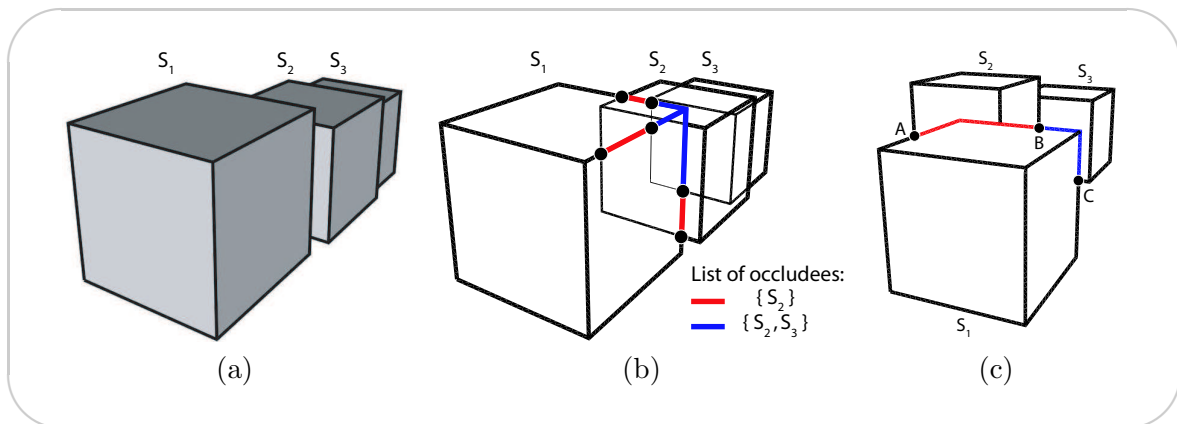 S1
S2
S3
(a)
S1
S2
S3
List of occludees:
{ S2 }
{ S2, S3 }
(b)
S2
S3
A
B
C
S1
(c)